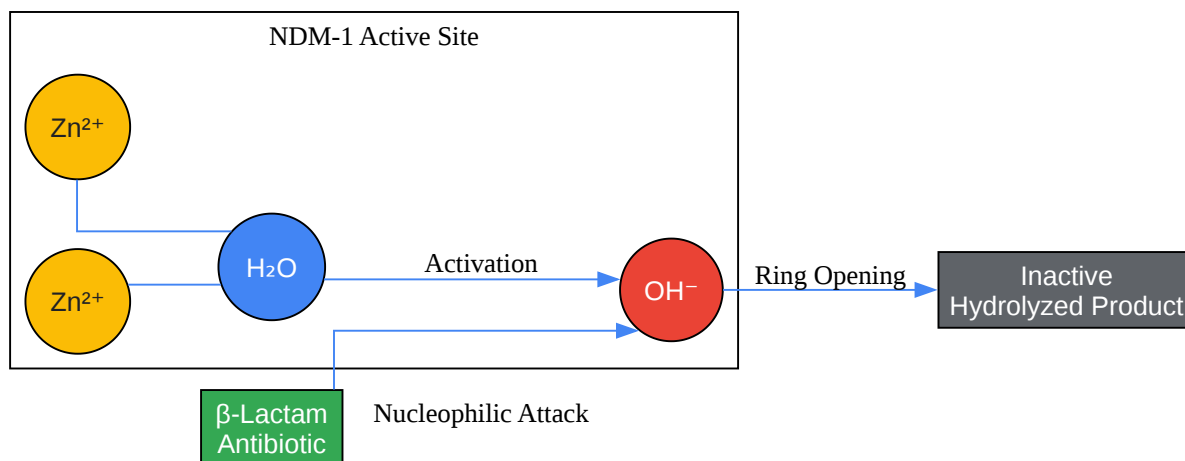 NDM-1 Active Site
Zn²⁺
H₂O
Zn²⁺
Activation
OH⁻
Ring Opening
Inactive
Hydrolyzed Product
β-Lactam
Antibiotic
Nucleophilic Attack